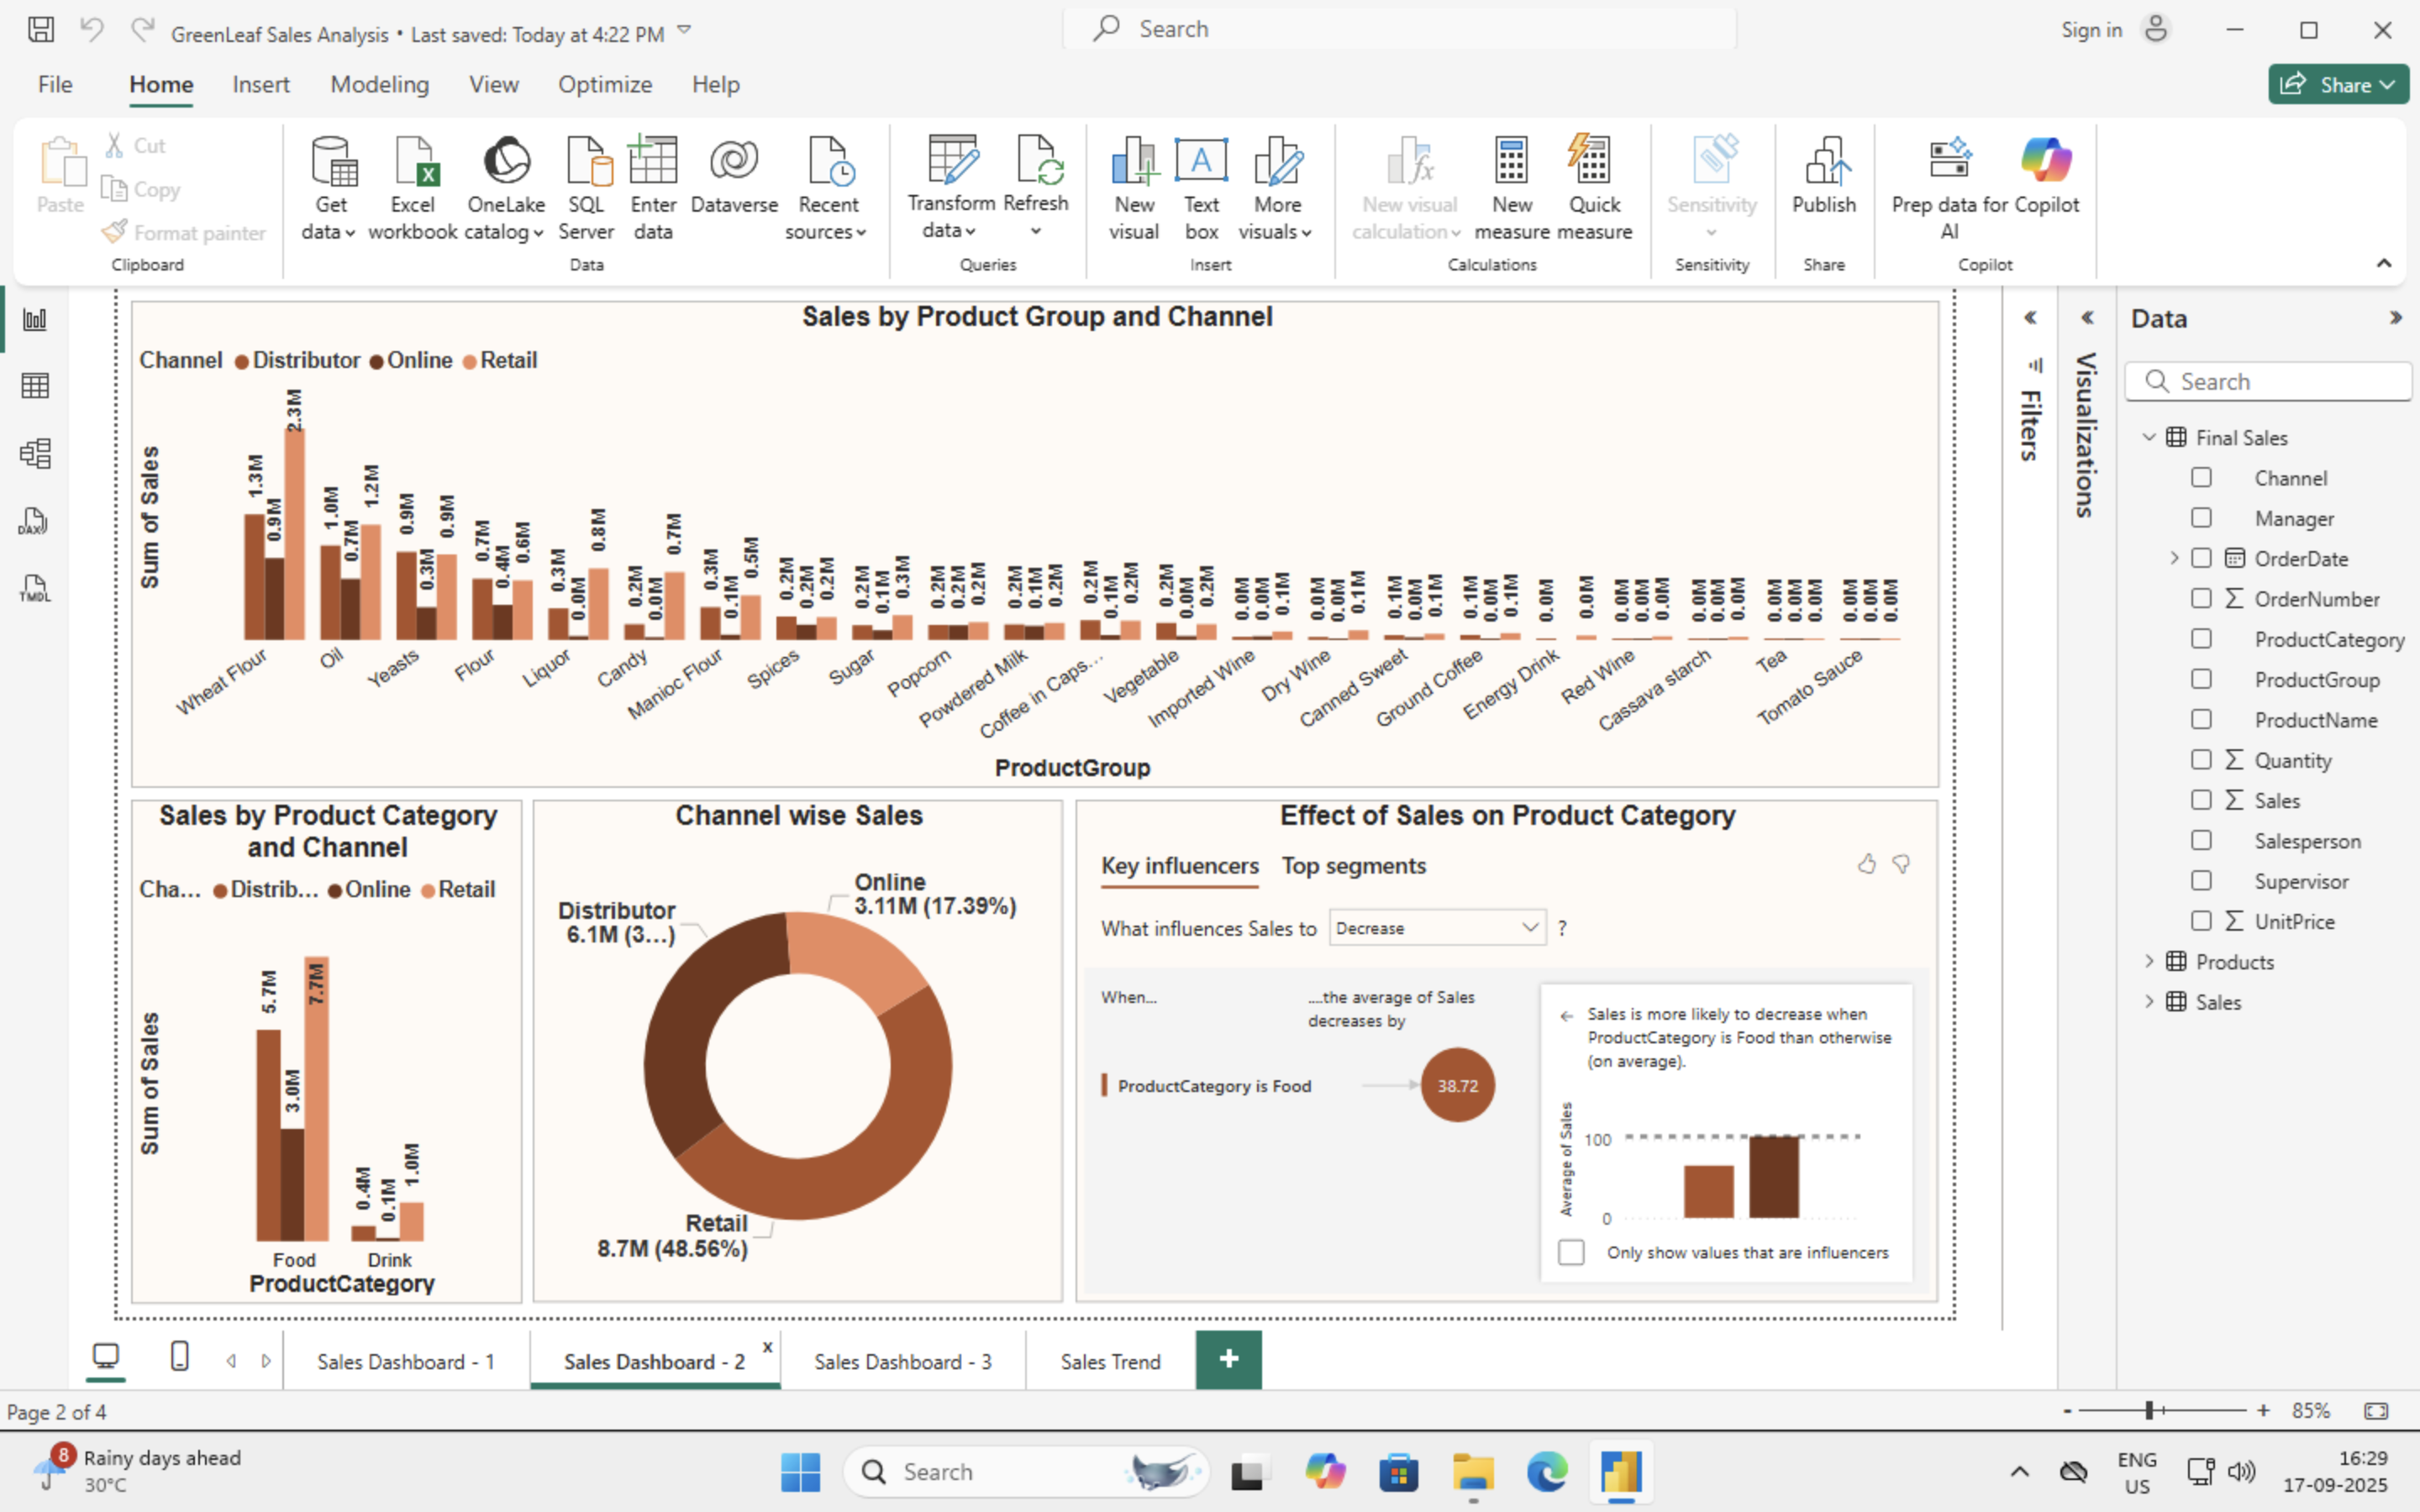 GreenLeaf Sales Analysis • Last saved: Today at 4:22 PM
Search
Sign in
File
Home
Insert
Modeling
View
Optimize
Help
Share
Paste
Cut
Copy
Format painter
Clipboard
Get data
Excel workbook
OneLake catalog
SQL Server
Enter data
Dataverse
Recent sources
Data
Transform data
Refresh
Queries
New visual
Text box
More visuals
Insert
New visual calculation
New measure
Quick measure
Calculations
Sensitivity
Sensitivity
Publish
Share
Prep data for AI
Copilot
Copilot
DAX
TMDL
Sales by Product Group and Channel
Channel Distributor Online Retail
Sum of Sales
1.3M 0.9M 2.3M
1.0M 0.7M 1.2M
0.9M 0.3M 0.9M
0.7M 0.4M 0.6M
0.3M 0.0M 0.8M
0.2M 0.0M 0.7M
0.3M 0.1M 0.5M
0.2M 0.2M 0.2M
0.2M 0.1M 0.3M
0.2M 0.2M 0.2M
0.2M 0.1M 0.2M
0.2M 0.1M 0.2M
0.2M 0.0M 0.2M
0.0M 0.0M 0.1M
0.0M 0.0M 0.1M
0.1M 0.0M 0.1M
0.1M 0.0M 0.1M
0.0M 0.0M
0.0M 0.0M 0.0M
0.0M 0.0M 0.0M
0.0M 0.0M 0.0M
0.0M 0.0M 0.0M
Wheat Flour
Oil
Yeasts
Flour
Liquor
Candy
Manioc Flour
Spices
Sugar
Popcorn
Powdered Milk
Coffee in Caps...
Vegetable
Imported Wine
Dry Wine
Canned Sweet
Ground Coffee
Energy Drink
Red Wine
Cassava starch
Tea
Tomato Sauce
ProductGroup
Sales by Product Category
and Channel
Cha... Distrib... Online Retail
Sum of Sales
5.7M 3.0M 7.7M
0.4M 0.1M 1.0M
Food
Drink
ProductCategory
Channel wise Sales
Online
3.11M (17.39%)
Distributor
6.1M (3...)
Retail
8.7M (48.56%)
Effect of Sales on Product Category
Key influencers
Top segments
What influences Sales to
Decrease
?
When...
....the average of Sales
decreases by
ProductCategory is Food
38.72
Sales is more likely to decrease when
ProductCategory is Food than otherwise
(on average).
Average of Sales
100
0
Only show values that are influencers
Filters
Visualizations
Data
Search
Final Sales
Channel
Manager
OrderDate
∑ OrderNumber
ProductCategory
ProductGroup
ProductName
∑ Quantity
∑ Sales
Salesperson
Supervisor
∑ UnitPrice
Products
Sales
Sales Dashboard - 1
Sales Dashboard - 2
x
Sales Dashboard - 3
Sales Trend
+
Page 2 of 4
- + 85%
8
Rainy days ahead
30°C
Search
ENG
US
16:29
17-09-2025